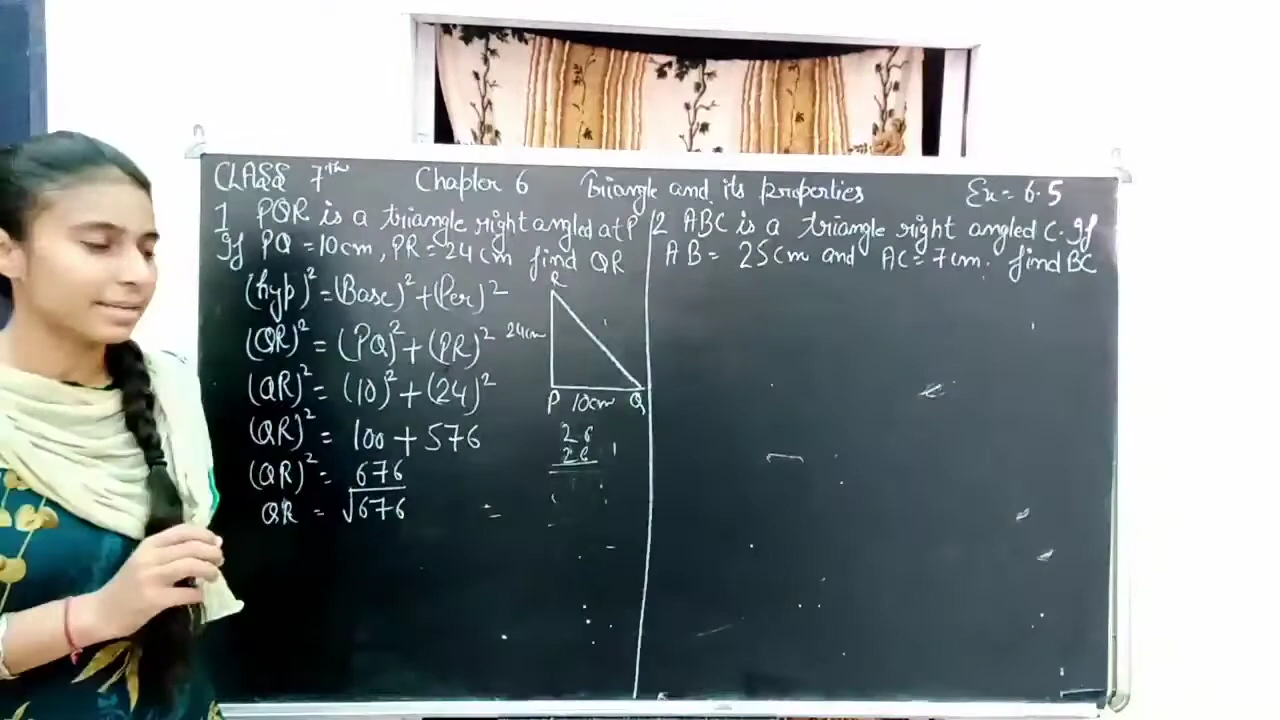 CLASS 7th Chapter 6 Triangle and its properties Ex = 6.5
1 PQR is a triangle right angled at P
If PQ = 10cm, PR = 24cm find QR
(hyp)² = (Base)² + (Per)²
(QR)² = (PQ)² + (PR)²
(QR)² = (10)² + (24)²
(QR)² = 100 + 576
(QR)² = 676
QR = √676
R
24cm
P 10cm Q
26
26
2 ABC is a triangle right angled C. If
AB = 25cm and AC = 7cm. find BC